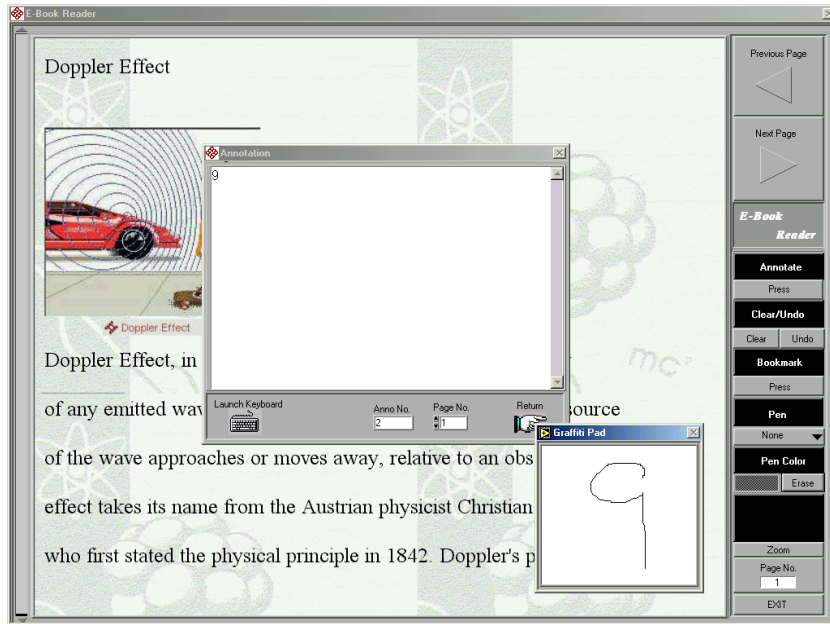 E-Book Reader
Doppler Effect
Annotation
9
Doppler Effect
Doppler Effect, in
mc²
of any emitted wav
source
of the wave approaches or moves away, relative to an obs
effect takes its name from the Austrian physicist Christian
who first stated the physical principle in 1842. Doppler's p
Launch Keyboard
Anno No.
2
Page No.
1
Return
Graffiti Pad
9
Previous Page
Next Page
E-Book
Reader
Annotate
Press
Clear/Undo
Clear Undo
Bookmark
Press
Pen
None
Pen Color
Erase
Zoom
Page No.
1
EXIT